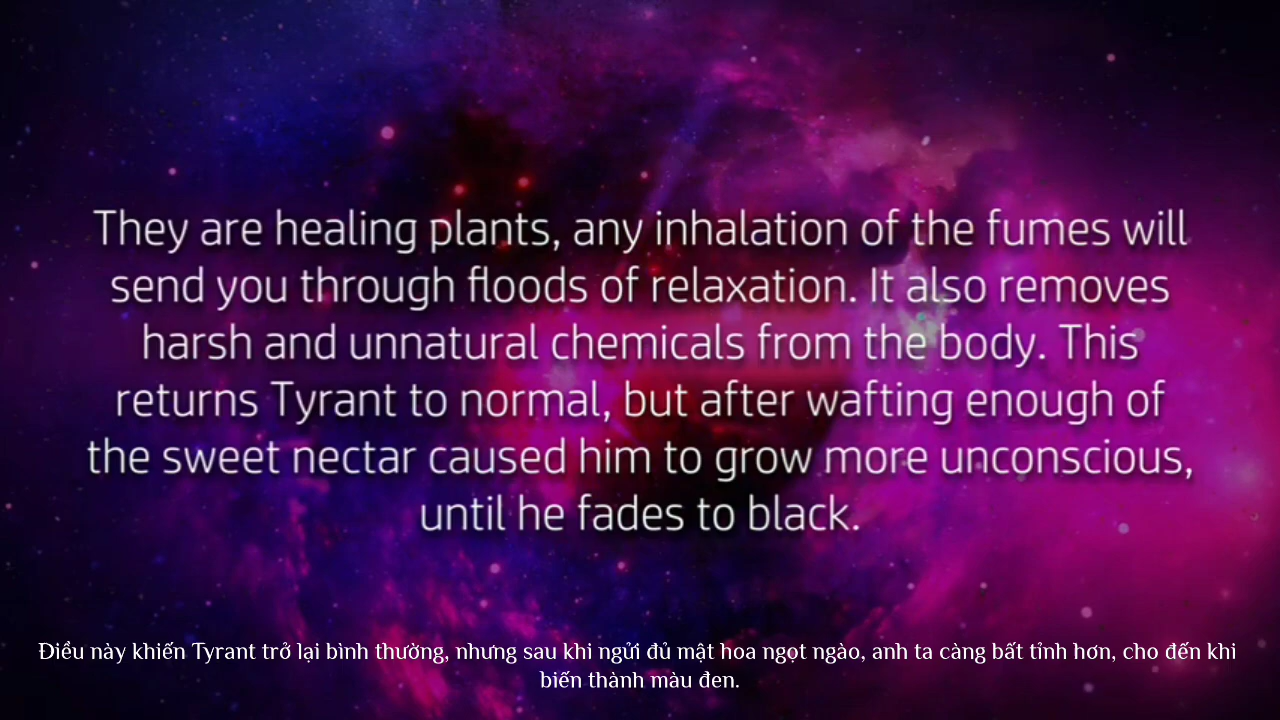 They are healing plants, any inhalation of the fumes will
send you through floods of relaxation. It also removes
harsh and unnatural chemicals from the body. This
returns Tyrant to normal, but after wafting enough of
the sweet nectar caused him to grow more unconscious,
until he fades to black.
Điều này khiến Tyrant trở lại bình thường, nhưng sau khi ngửi đủ mật hoa ngọt ngào, anh ta càng bất tỉnh hơn, cho đến khi
biến thành màu đen.